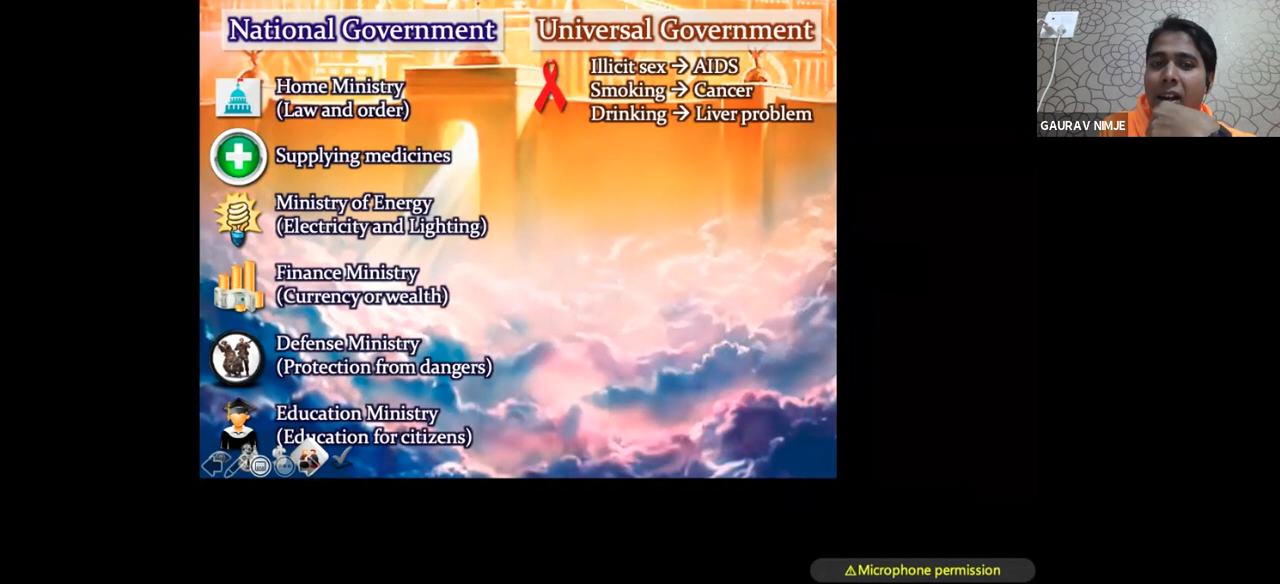 National Government
Home Ministry
(Law and order)
Supplying medicines
Ministry of Energy
(Electricity and Lighting)
Finance Ministry
(Currency or wealth)
Defense Ministry
(Protection from dangers)
Education Ministry
(Education for citizens)
Universal Government
Illicit sex → AIDS
Smoking → Cancer
Drinking → Liver problem
GAURAV NIMJE
⚠Microphone permission